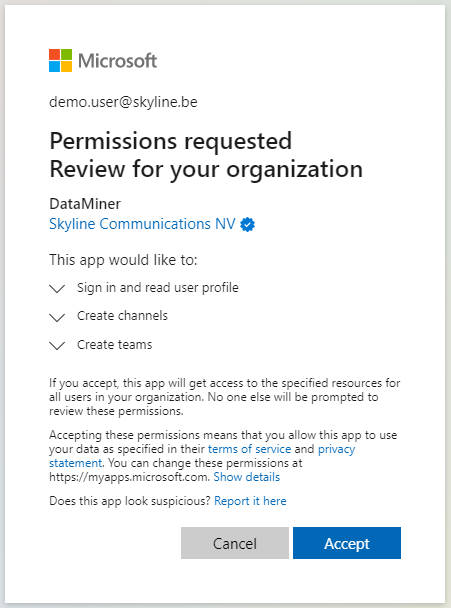 Microsoft
demo.user@skyline.be
Permissions requested
Review for your organization
DataMiner
Skyline Communications NV
This app would like to:
Sign in and read user profile
Create channels
Create teams
If you accept, this app will get access to the specified resources for
all users in your organization. No one else will be prompted to
review these permissions.
Accepting these permissions means that you allow this app to use
your data as specified in their terms of service and privacy
statement. You can change these permissions at
https://myapps.microsoft.com. Show details
Does this app look suspicious? Report it here
Cancel
Accept